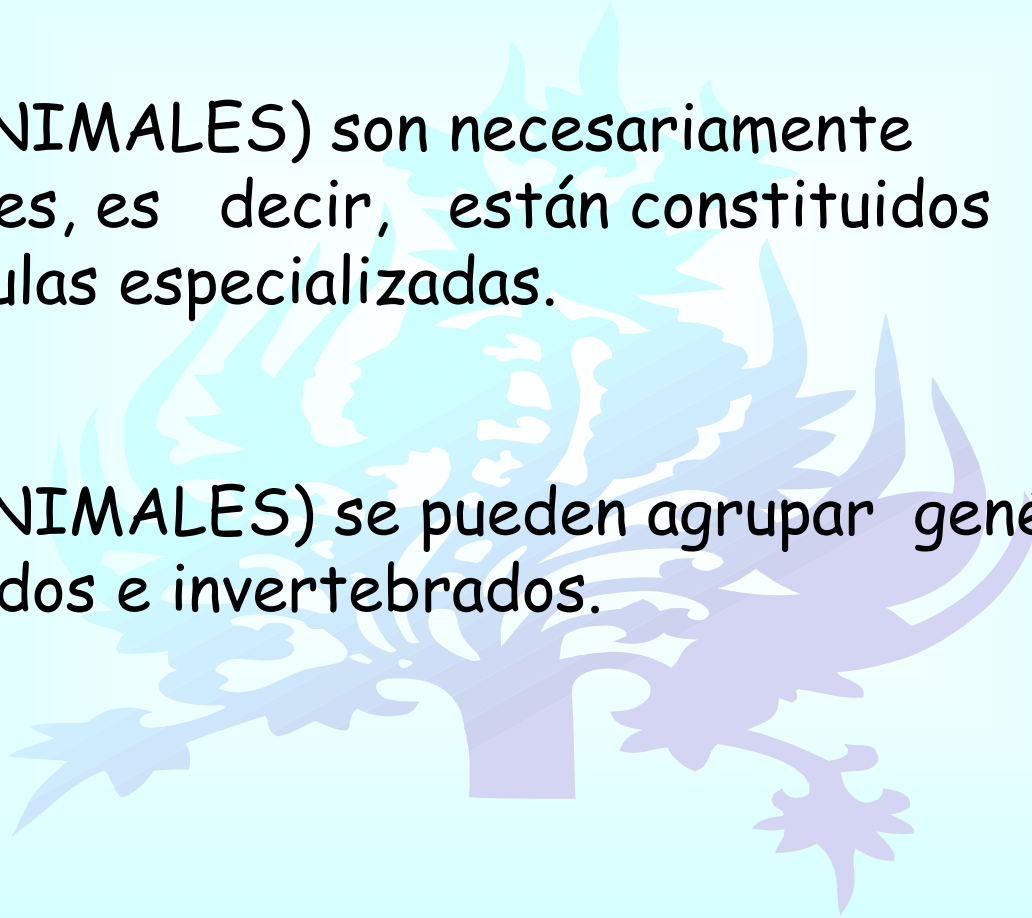 NIMALES) son necesariamente
es, es decir, están constituidos
ulas especializadas.
NIMALES) se pueden agrupar gene
dos e invertebrados.